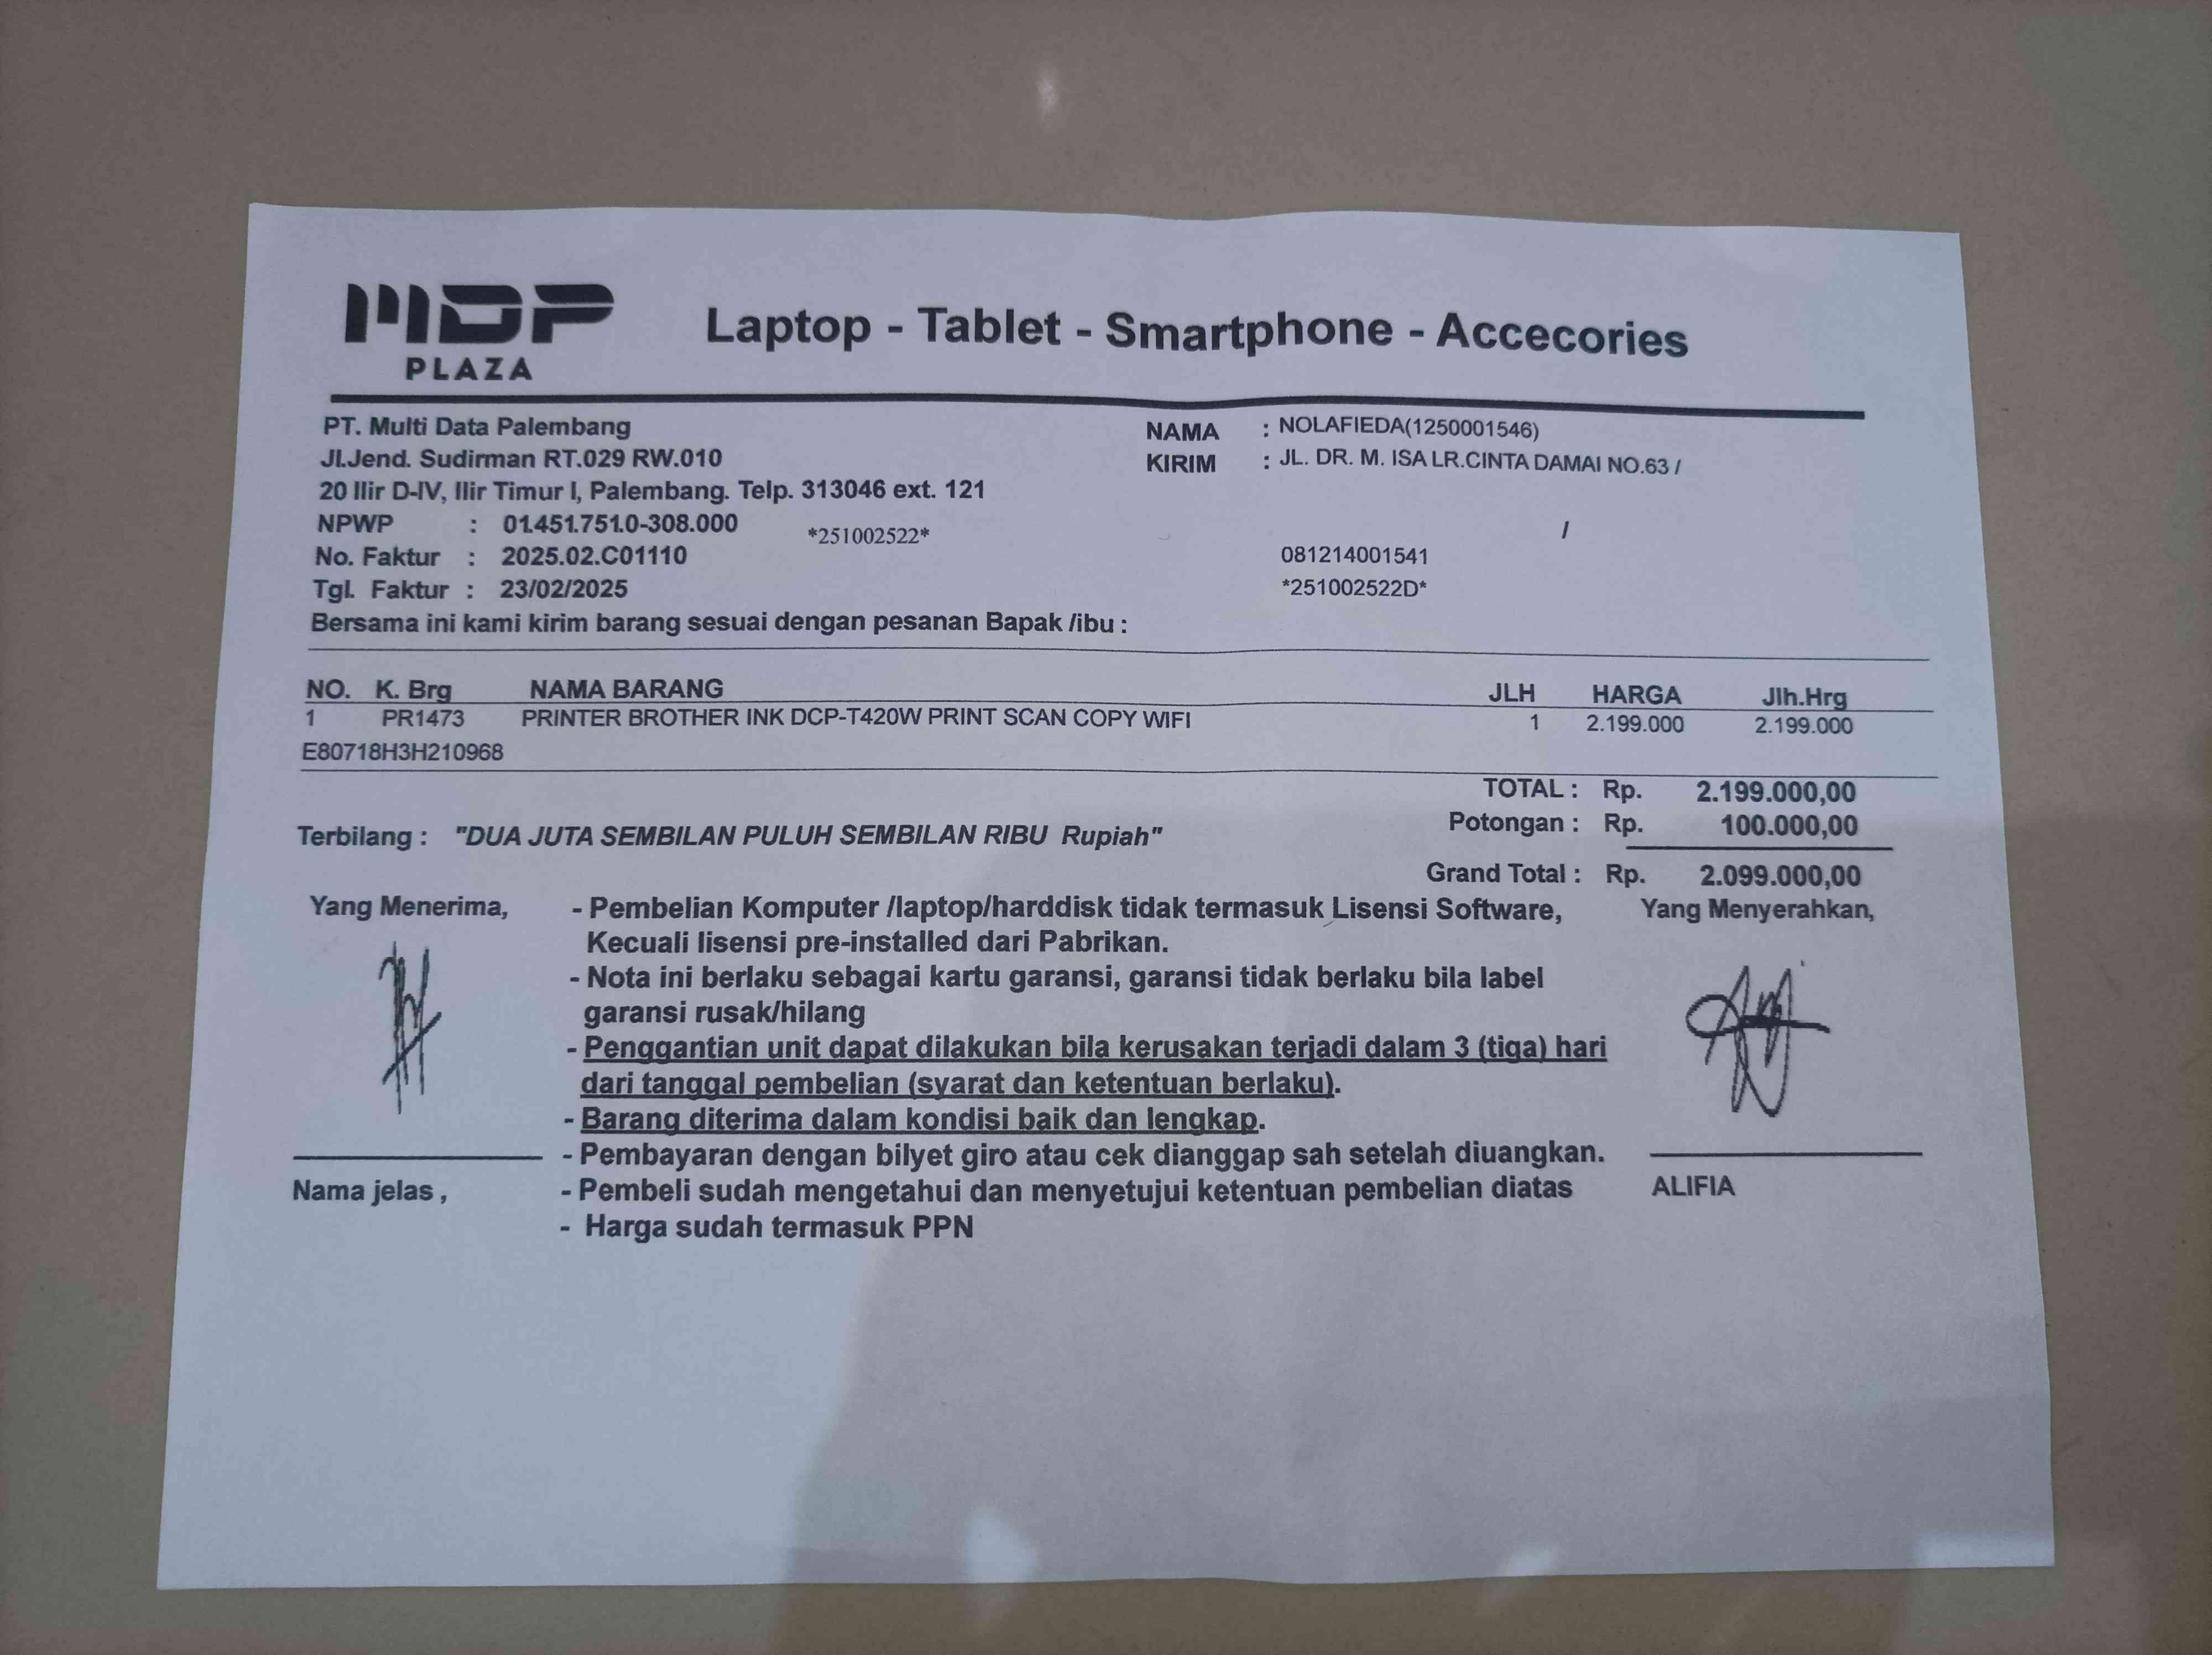 MDP
PLAZA
Laptop - Tablet - Smartphone - Accecories
PT. Multi Data Palembang
Jl.Jend. Sudirman RT.029 RW.010
20 Ilir D-IV, Ilir Timur I, Palembang. Telp. 313046 ext. 121
NPWP : 01.451.751.0-308.000
*251002522*
No. Faktur : 2025.02.C01110
Tgl. Faktur : 23/02/2025
NAMA : NOLAFIEDA(1250001546)
KIRIM : JL. DR. M. ISA LR.CINTA DAMAI NO.63 /
/
081214001541
*251002522D*
Bersama ini kami kirim barang sesuai dengan pesanan Bapak /ibu :
NO. K. Brg NAMA BARANG JLH HARGA Jlh.Hrg
1 PR1473 PRINTER BROTHER INK DCP-T420W PRINT SCAN COPY WIFI 1 2.199.000 2.199.000
E80718H3H210968
TOTAL : Rp. 2.199.000,00
Potongan : Rp. 100.000,00
Terbilang : "DUA JUTA SEMBILAN PULUH SEMBILAN RIBU Rupiah"
Grand Total : Rp. 2.099.000,00
Yang Menerima,
- Pembelian Komputer /laptop/harddisk tidak termasuk Lisensi Software,
Kecuali lisensi pre-installed dari Pabrikan.
- Nota ini berlaku sebagai kartu garansi, garansi tidak berlaku bila label
garansi rusak/hilang
- Penggantian unit dapat dilakukan bila kerusakan terjadi dalam 3 (tiga) hari
dari tanggal pembelian (syarat dan ketentuan berlaku).
- Barang diterima dalam kondisi baik dan lengkap.
- Pembayaran dengan bilyet giro atau cek dianggap sah setelah diuangkan.
- Pembeli sudah mengetahui dan menyetujui ketentuan pembelian diatas
- Harga sudah termasuk PPN
Nama jelas ,
Yang Menyerahkan,
ALIFIA